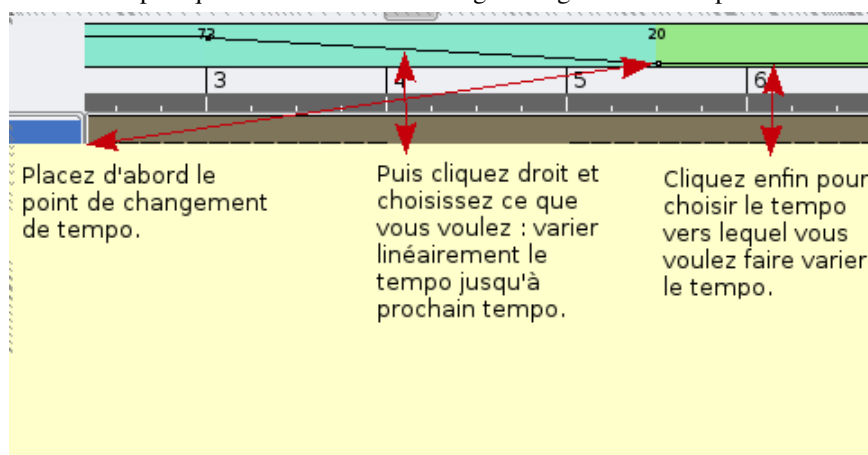 73
20
3
4
5
6
Placez d'abord le
point de changement
de tempo.
Puis cliquez droit et
choisissez ce que
vous voulez : varier
linéairement le
tempo jusqu'à
prochain tempo.
Cliquez enfin pour
choisir le tempo
vers lequel vous
voulez faire varier
le tempo.